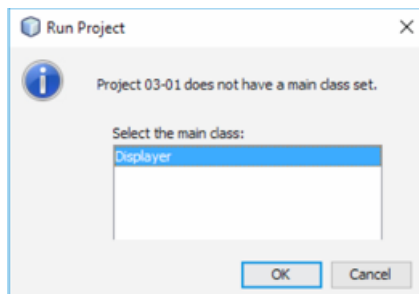 Run Project
Project 03-01 does not have a main class set.
Select the main class:
Displayer
OK Cancel